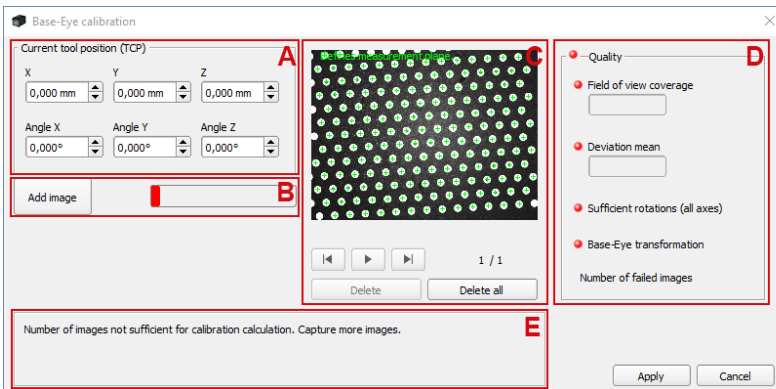 Base-Eye calibration
Current tool position (TCP)
A
X Y Z
0,000 mm 0,000 mm 0,000 mm
Angle X Angle Y Angle Z
0,000° 0,000° 0,000°
Add image
B
Defines measurement plane
C
1 / 1
Delete Delete all
Quality
D
Field of view coverage
Deviation mean
Sufficient rotations (all axes)
Base-Eye transformation
Number of failed images
Number of images not sufficient for calibration calculation. Capture more images.
E
Apply Cancel